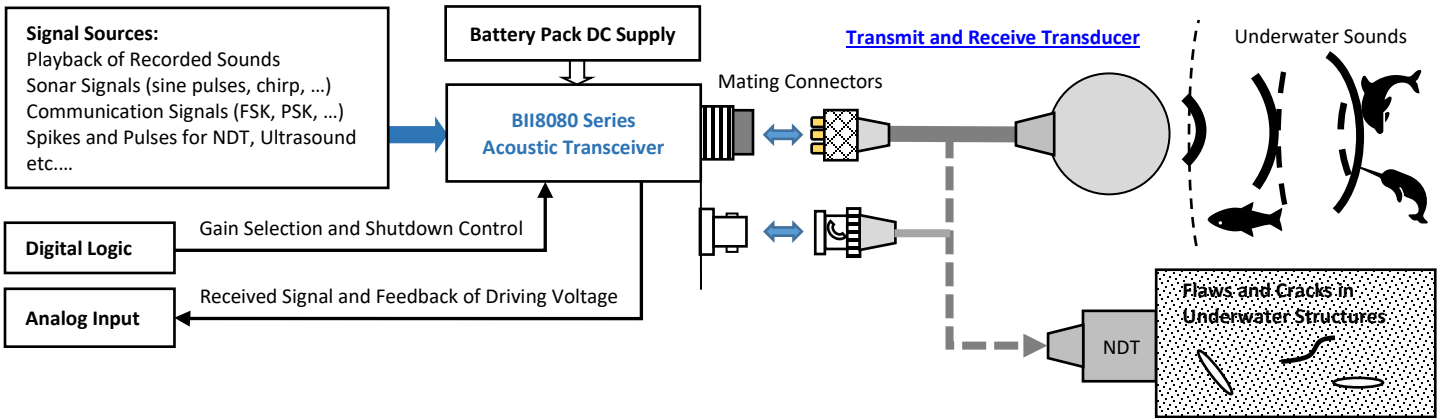 Signal Sources:
Playback of Recorded Sounds
Sonar Signals (sine pulses, chirp, …)
Communication Signals (FSK, PSK, …)
Spikes and Pulses for NDT, Ultrasound
etc.…
Battery Pack DC Supply
BII8080 Series
Acoustic Transceiver
Mating Connectors
Transmit and Receive Transducer
Underwater Sounds
Digital Logic
Gain Selection and Shutdown Control
Analog Input
Received Signal and Feedback of Driving Voltage
NDT
Flaws and Cracks in
Underwater Structures